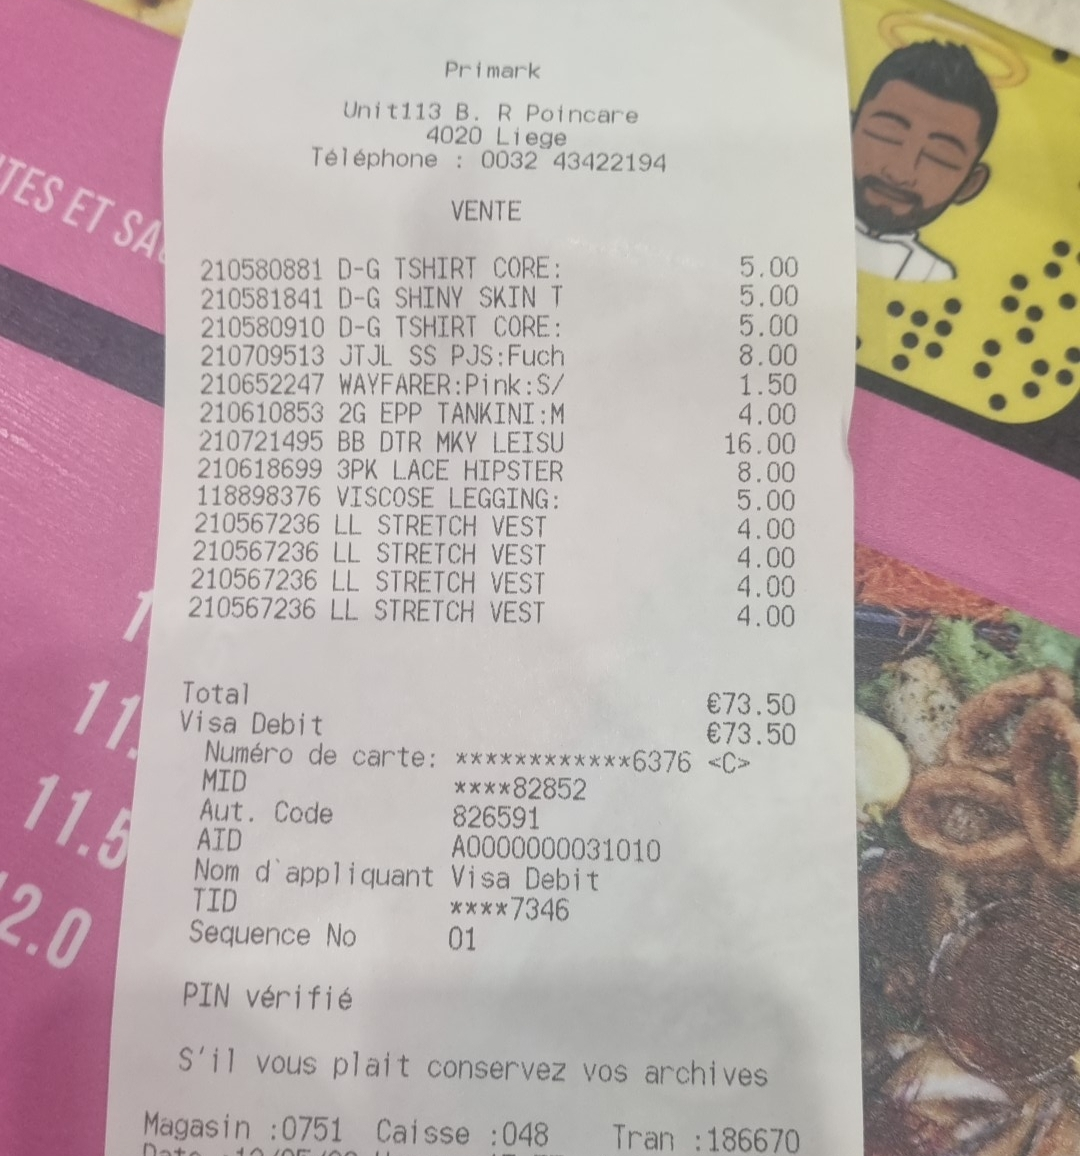 Primark
Unit113 B. R Poincare
4020 Liege
Téléphone : 0032 43422194
VENTE
210580881 D-G TSHIRT CORE: 5.00
210581841 D-G SHINY SKIN T 5.00
210580910 D-G TSHIRT CORE: 5.00
210709513 JTJL SS PJS:Fuch 8.00
210652247 WAYFARER:Pink:S/ 1.50
210610853 2G EPP TANKINI:M 4.00
210721495 BB DTR MKY LEISU 16.00
210618699 3PK LACE HIPSTER 8.00
118898376 VISCOSE LEGGING: 5.00
210567236 LL STRETCH VEST 4.00
210567236 LL STRETCH VEST 4.00
210567236 LL STRETCH VEST 4.00
210567236 LL STRETCH VEST 4.00
Total €73.50
Visa Debit €73.50
Numéro de carte: ************6376 <C>
MID ****82852
Aut. Code 826591
AID A0000000031010
Nom d`appliquant Visa Debit
TID ****7346
Sequence No 01
PIN vérifié
S'il vous plait conservez vos archives
Magasin :0751 Caisse :048 Tran :186670
ET
11.
11.5
2.0